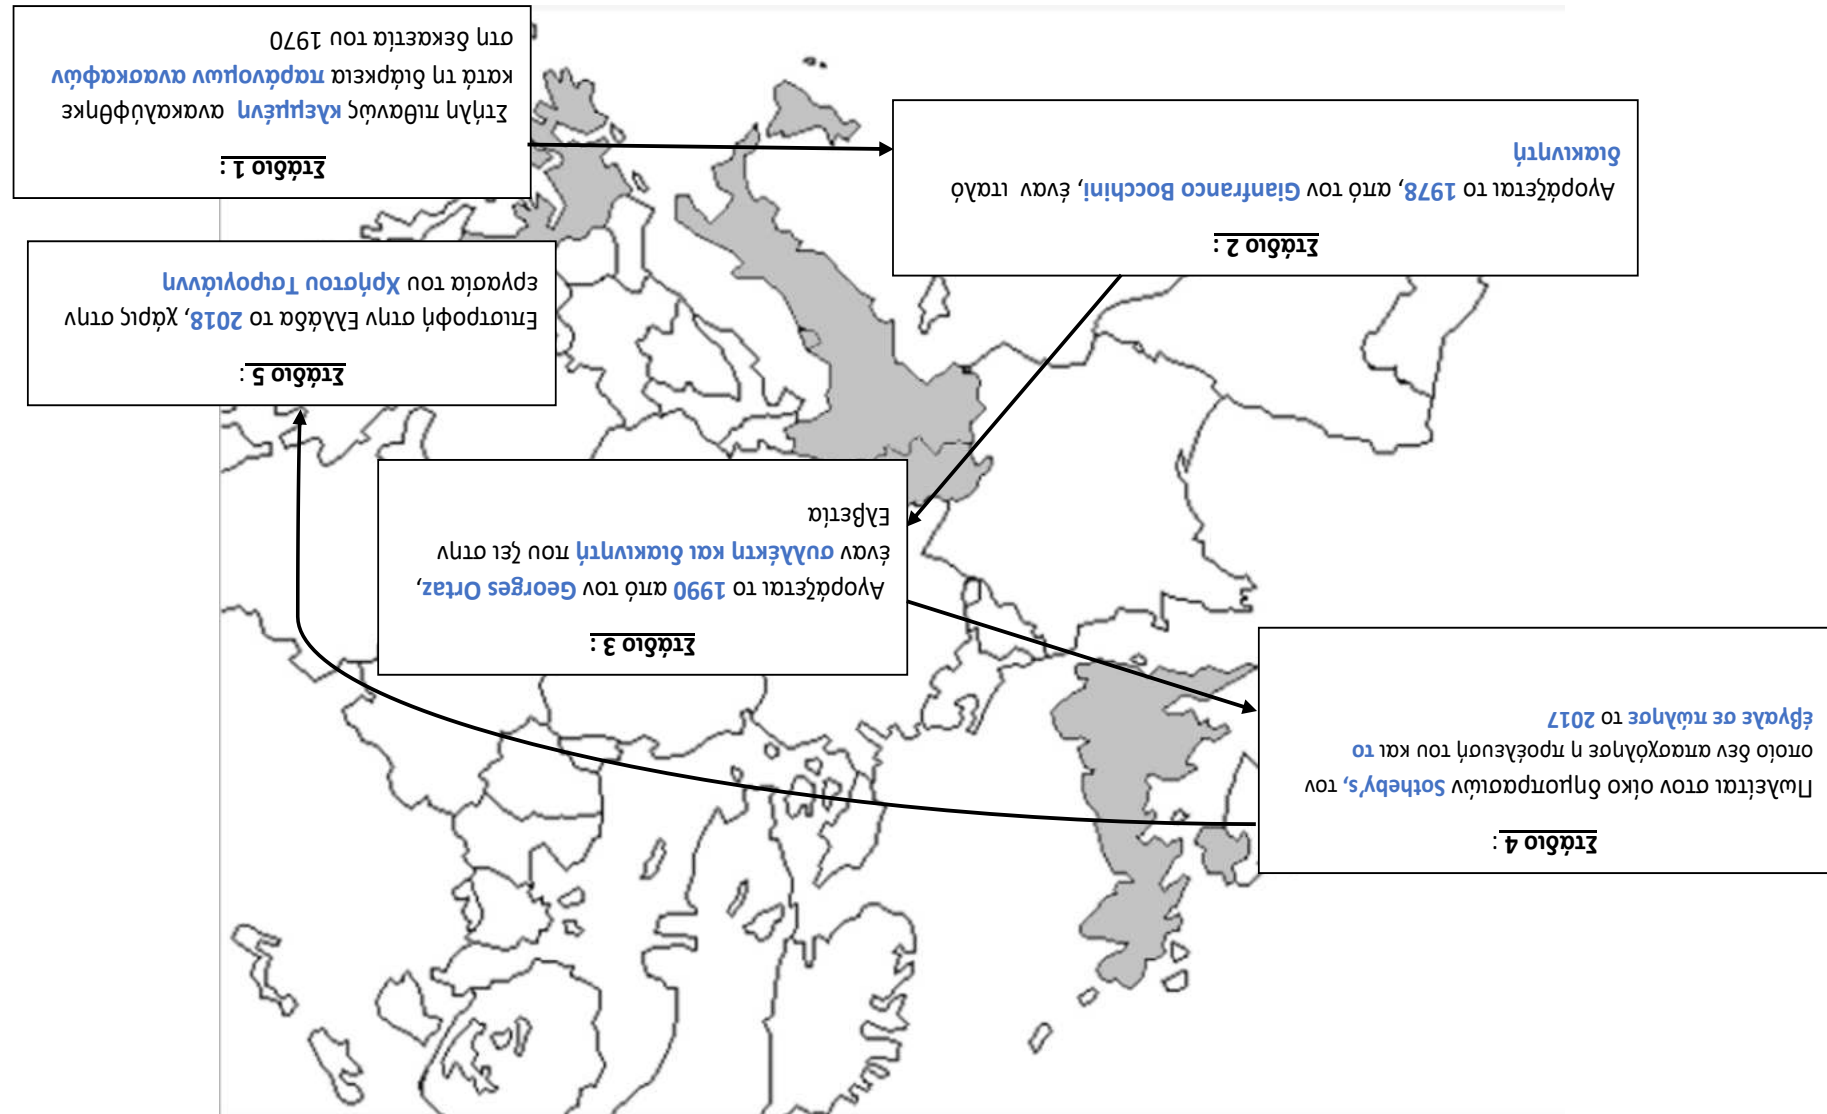 Στάδιο 1 :
Στήλη πιθανώς κλεμμένη ανακαλύφθηκε
κατά τη διάρκεια παράνομων ανασκαφών
στη δεκαετία του 1970
Στάδιο 2 :
Αγοράζεται το 1978, από τον Gianfranco Bocchini, έναν ιταλό
διακινητή
Στάδιο 3 :
Αγοράζεται το 1990 από τον Georges Ortaz,
έναν συλλέκτη και διακινητή που ζει στην
Ελβετία
Στάδιο 4 :
Πωλείται στον οίκο δημοπρασιών Sotheby's, τον
οποίο δεν απασχόλησε η προέλευσή του και το
έβγαλε σε πώληση το 2017
Στάδιο 5 :
Επιστροφή στην Ελλάδα το 2018, χάρις στην
εργασία του Χρήστου Τσιρογιάννη